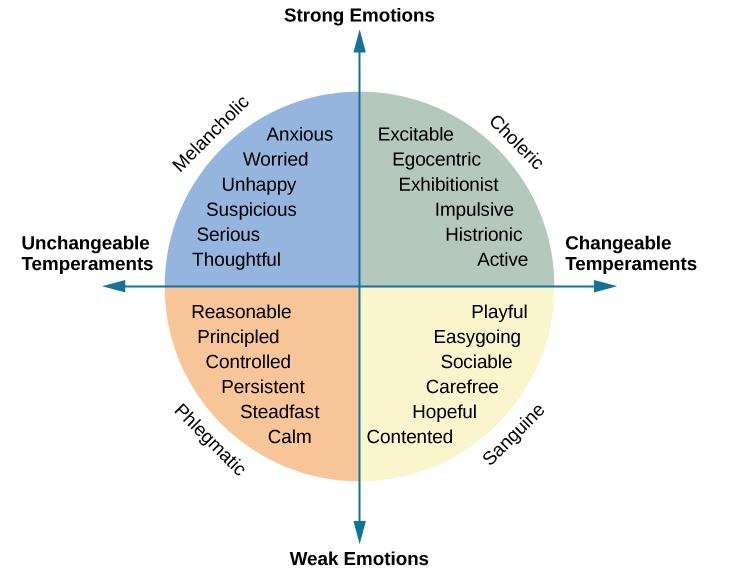 Strong Emotions
Melancholic
Choleric
Anxious
Worried
Unhappy
Suspicious
Serious
Thoughtful
Excitable
Egocentric
Exhibitionist
Impulsive
Histrionic
Active
Unchangeable
Temperaments
Changeable
Temperaments
Reasonable
Principled
Controlled
Persistent
Steadfast
Calm
Playful
Easygoing
Sociable
Carefree
Hopeful
Contented
Phlegmatic
Sanguine
Weak Emotions